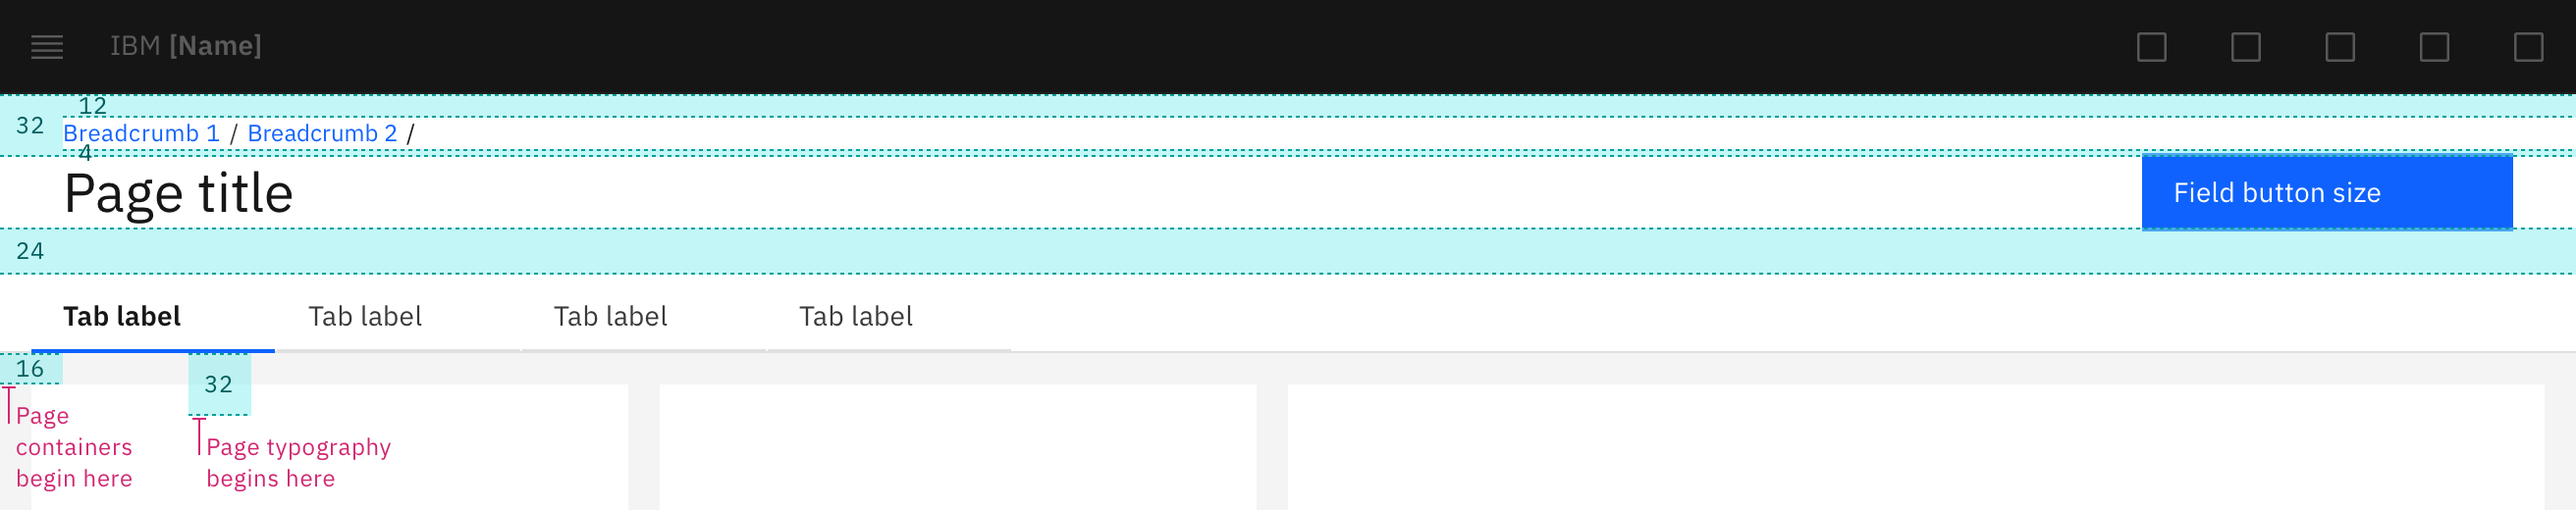 IBM [Name]
12
32
Breadcrumb 1 / Breadcrumb 2 /
4
Page title
Field button size
24
Tab label Tab label Tab label Tab label
16
32
Page
containers
begin here
Page typography
begins here